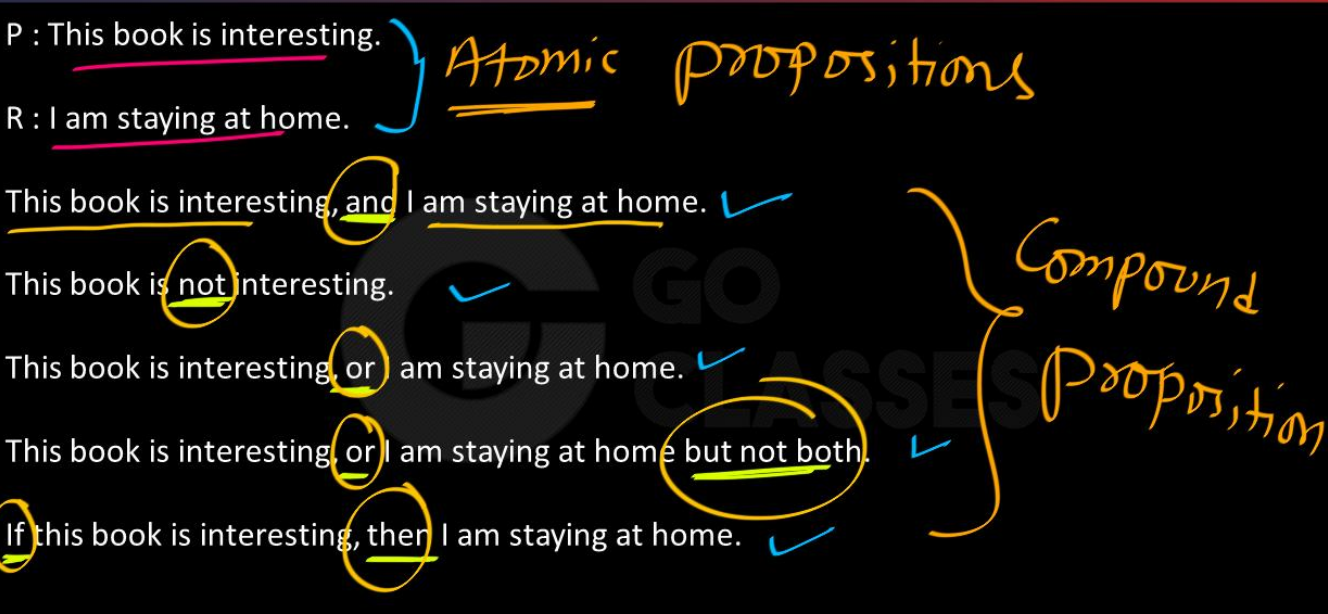 P : This book is interesting.
Atomic propositions
R : I am staying at home.
This book is interesting, and I am staying at home.
This book is not interesting.
Compound
proposition
This book is interesting, or I am staying at home.
This book is interesting, or I am staying at home but not both.
If this book is interesting, then I am staying at home.
GO
CLASSES